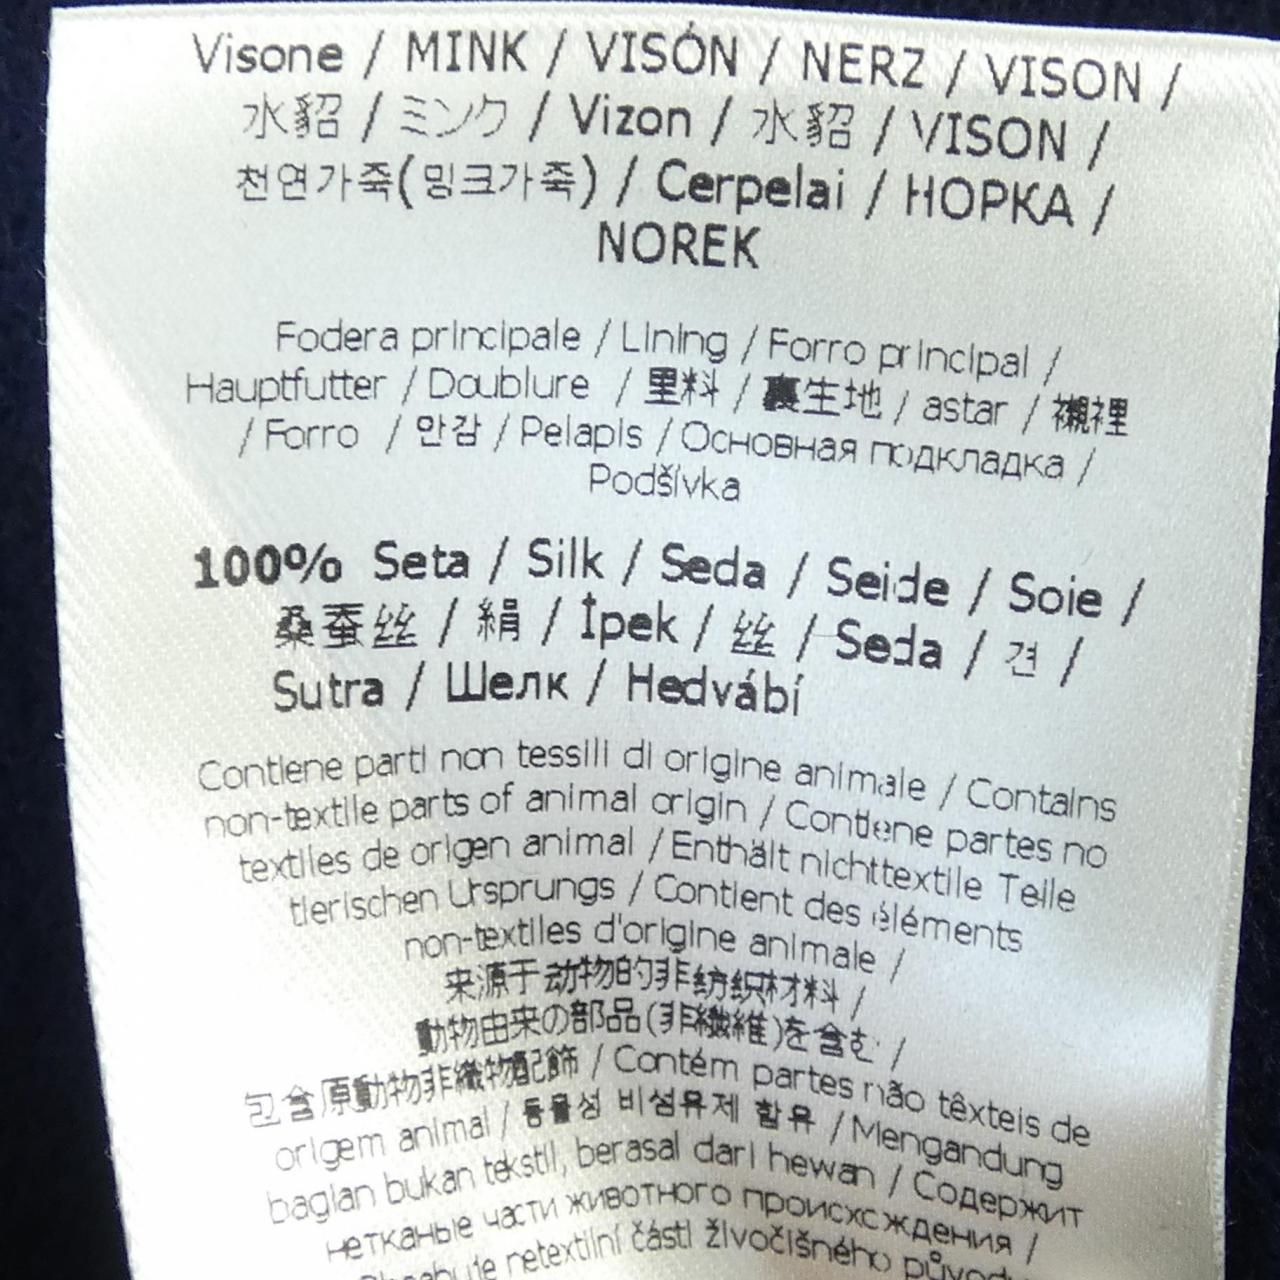 Visone / MINK / VISÓN / NERZ / VISON /
水貂 / ミンク / Vizon / 水貂 / VISON /
천연가죽(밍크가죽) / Cerpelai / НОРКА /
NOREK
Fodera principale / Lining / Forro principal /
Hauptfutter / Doublure / 里料 / 裏生地 / astar / 襯裡
/ Forro / 안감 / Pelapis / Основная подкладка /
Podšívka
100% Seta / Silk / Seda / Seide / Soie /
桑蚕丝 / 絹 / İpek / 丝 / Seda / 견 /
Sutra / Шелк / Hedvábí
Contiene parti non tessili di origine animale / Contains
non-textile parts of animal origin / Contiene partes no
textiles de origen animal / Enthält nichttextile Teile
tierischen Ursprungs / Contient des éléments
non-textiles d'origine animale /
来源于动物的非纺织材料 /
動物由来の部品(非繊維)を含む /
包含原動物非織物配飾 / Contém partes não têxteis de
origem animal / 동물성 비섬유제 함유 / Mengandung
bagian bukan tekstil, berasal dari hewan / Содержит
нетканые части животного происхождения /
netextilní části živočišného